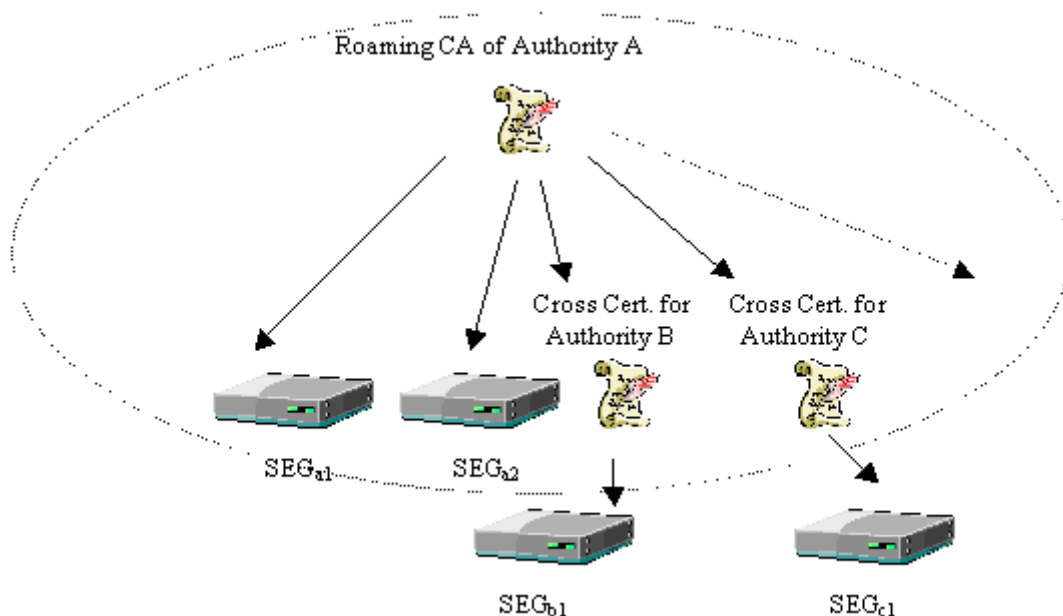 Roaming CA of Authority A
Cross Cert. for
Authority B
Cross Cert. for
Authority C
SEGa1
SEGa2
SEGb1
SEGc1